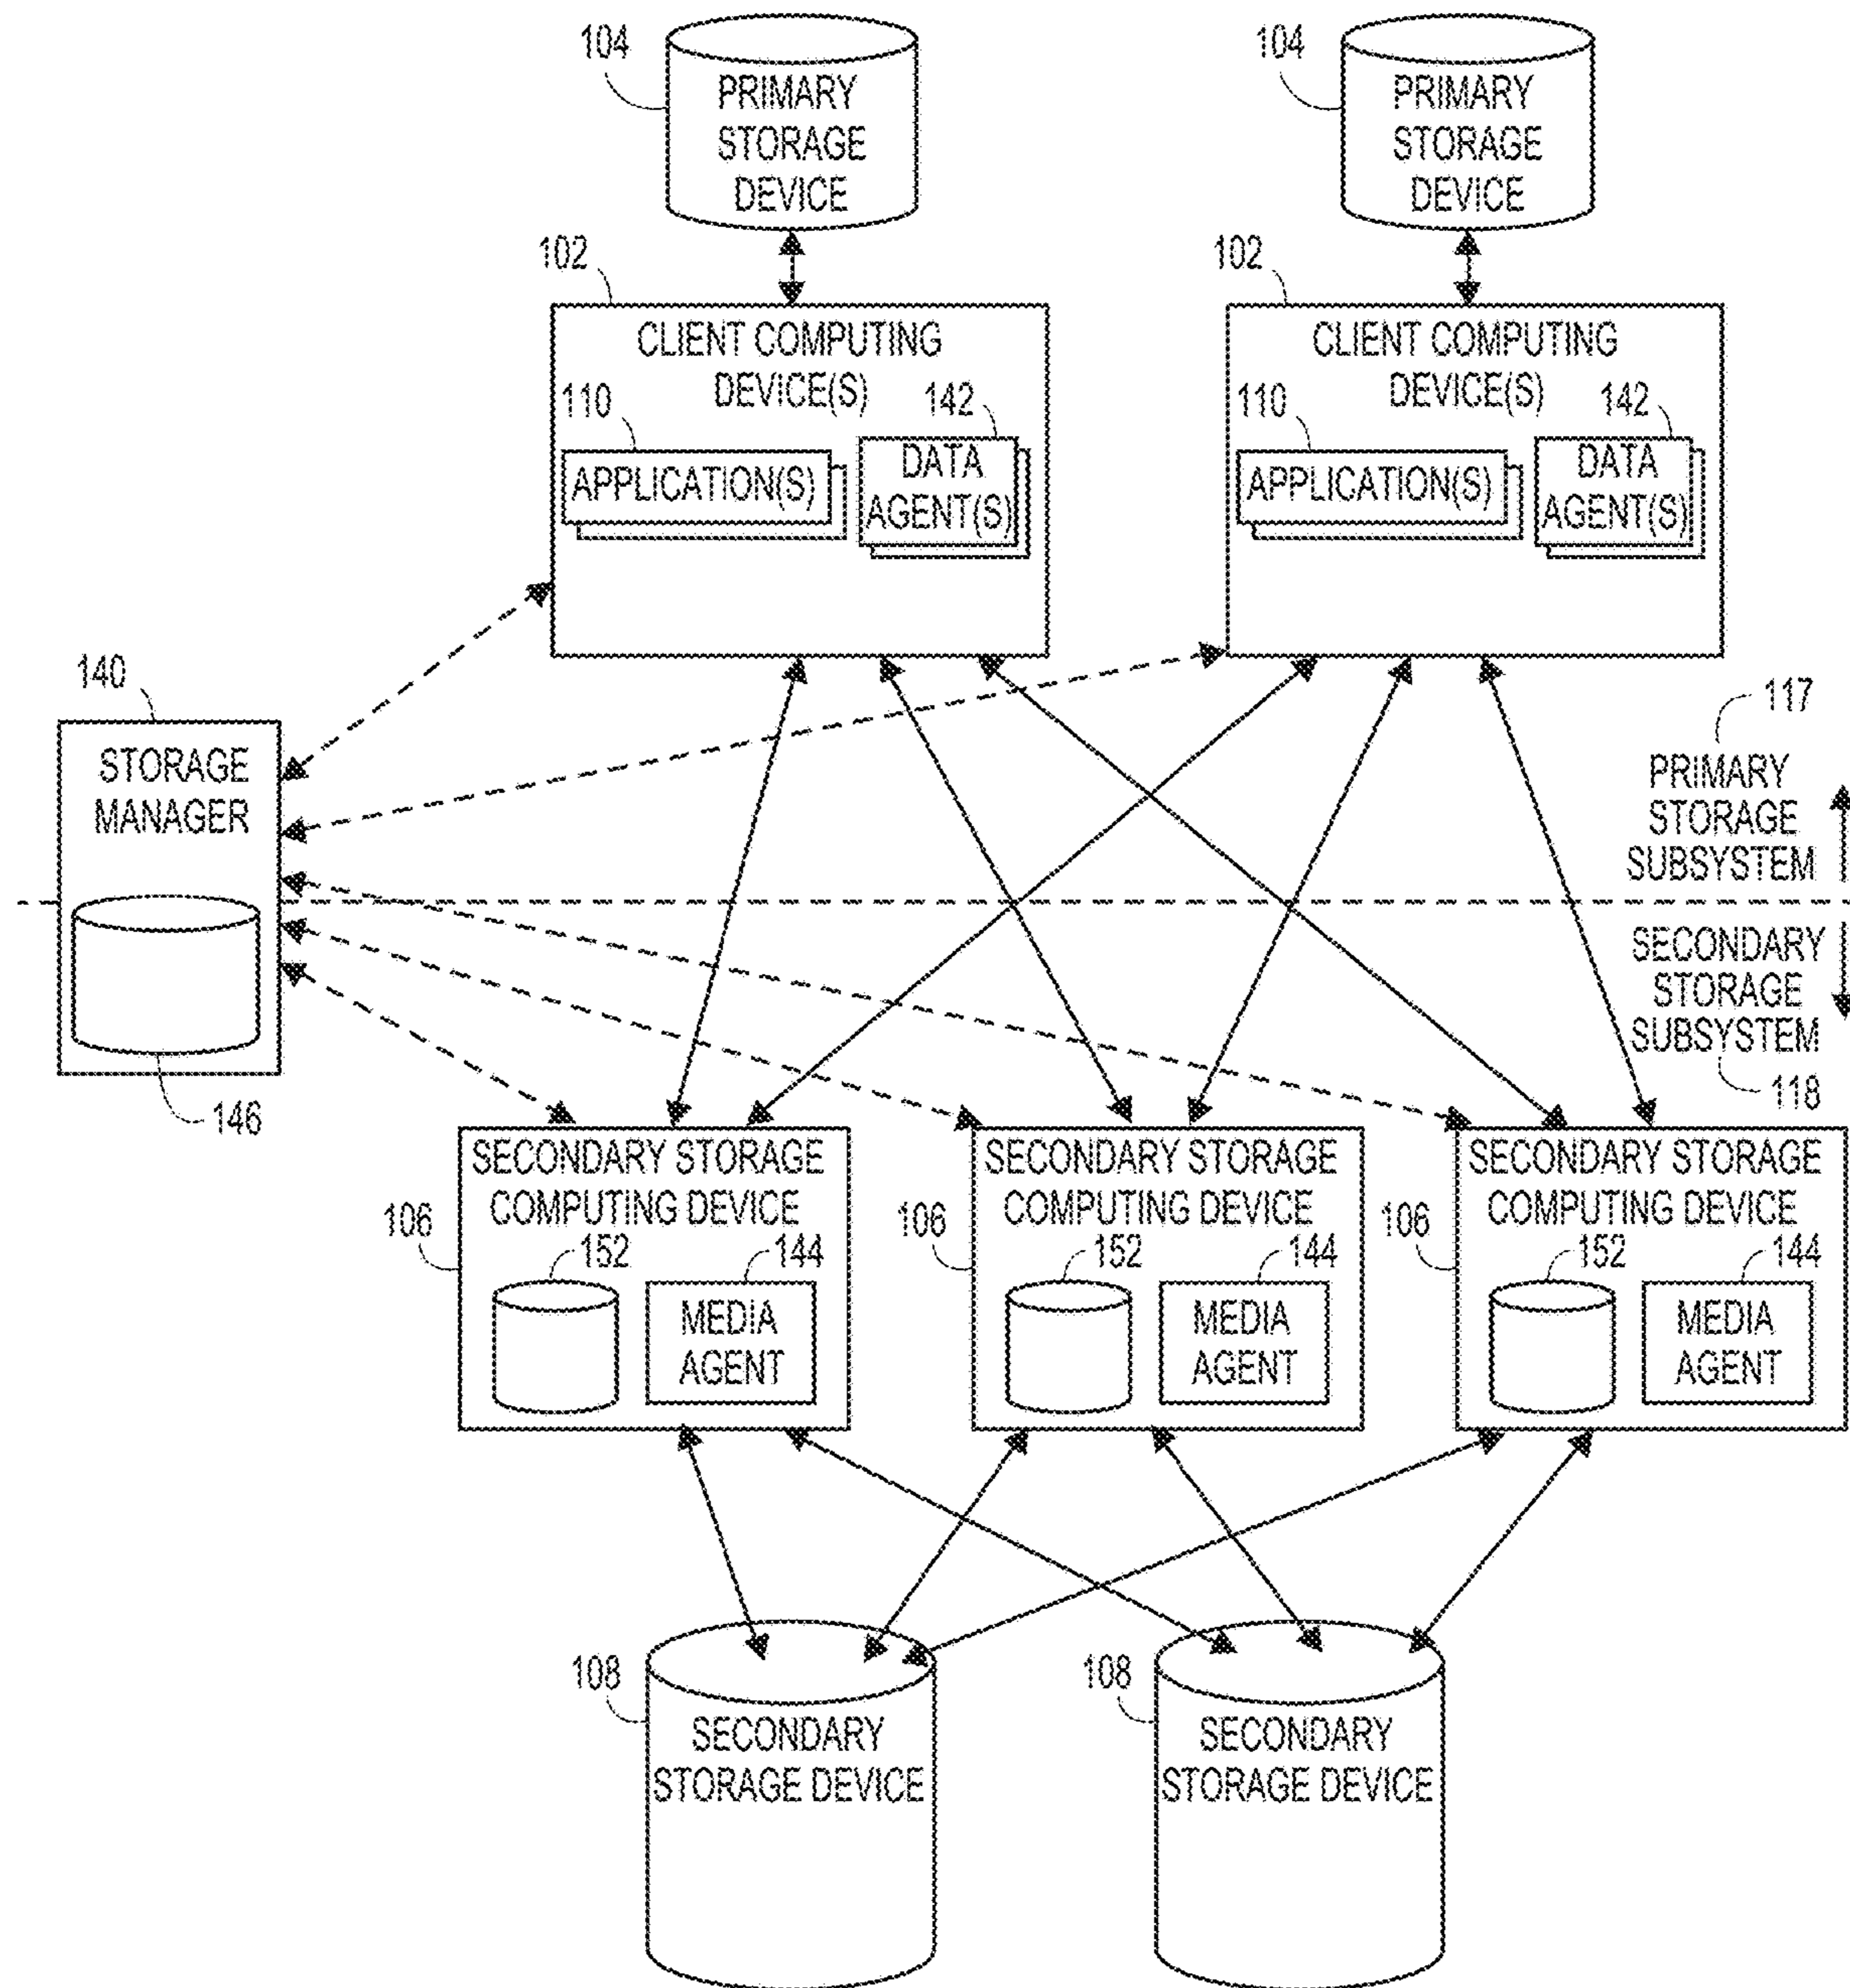 104
PRIMARY
STORAGE
DEVICE
104
PRIMARY
STORAGE
DEVICE
102
CLIENT COMPUTING
DEVICE(S)
110
142
APPLICATION(S)
DATA
AGENT(S)
102
CLIENT COMPUTING
DEVICE(S)
110
142
APPLICATION(S)
DATA
AGENT(S)
140
STORAGE
MANAGER
146
117
PRIMARY
STORAGE
SUBSYSTEM
SECONDARY
STORAGE
SUBSYSTEM
118
SECONDARY STORAGE
COMPUTING DEVICE
106
152
144
MEDIA
AGENT
SECONDARY STORAGE
COMPUTING DEVICE
106
152
144
MEDIA
AGENT
SECONDARY STORAGE
COMPUTING DEVICE
106
152
144
MEDIA
AGENT
108
SECONDARY
STORAGE DEVICE
108
SECONDARY
STORAGE DEVICE